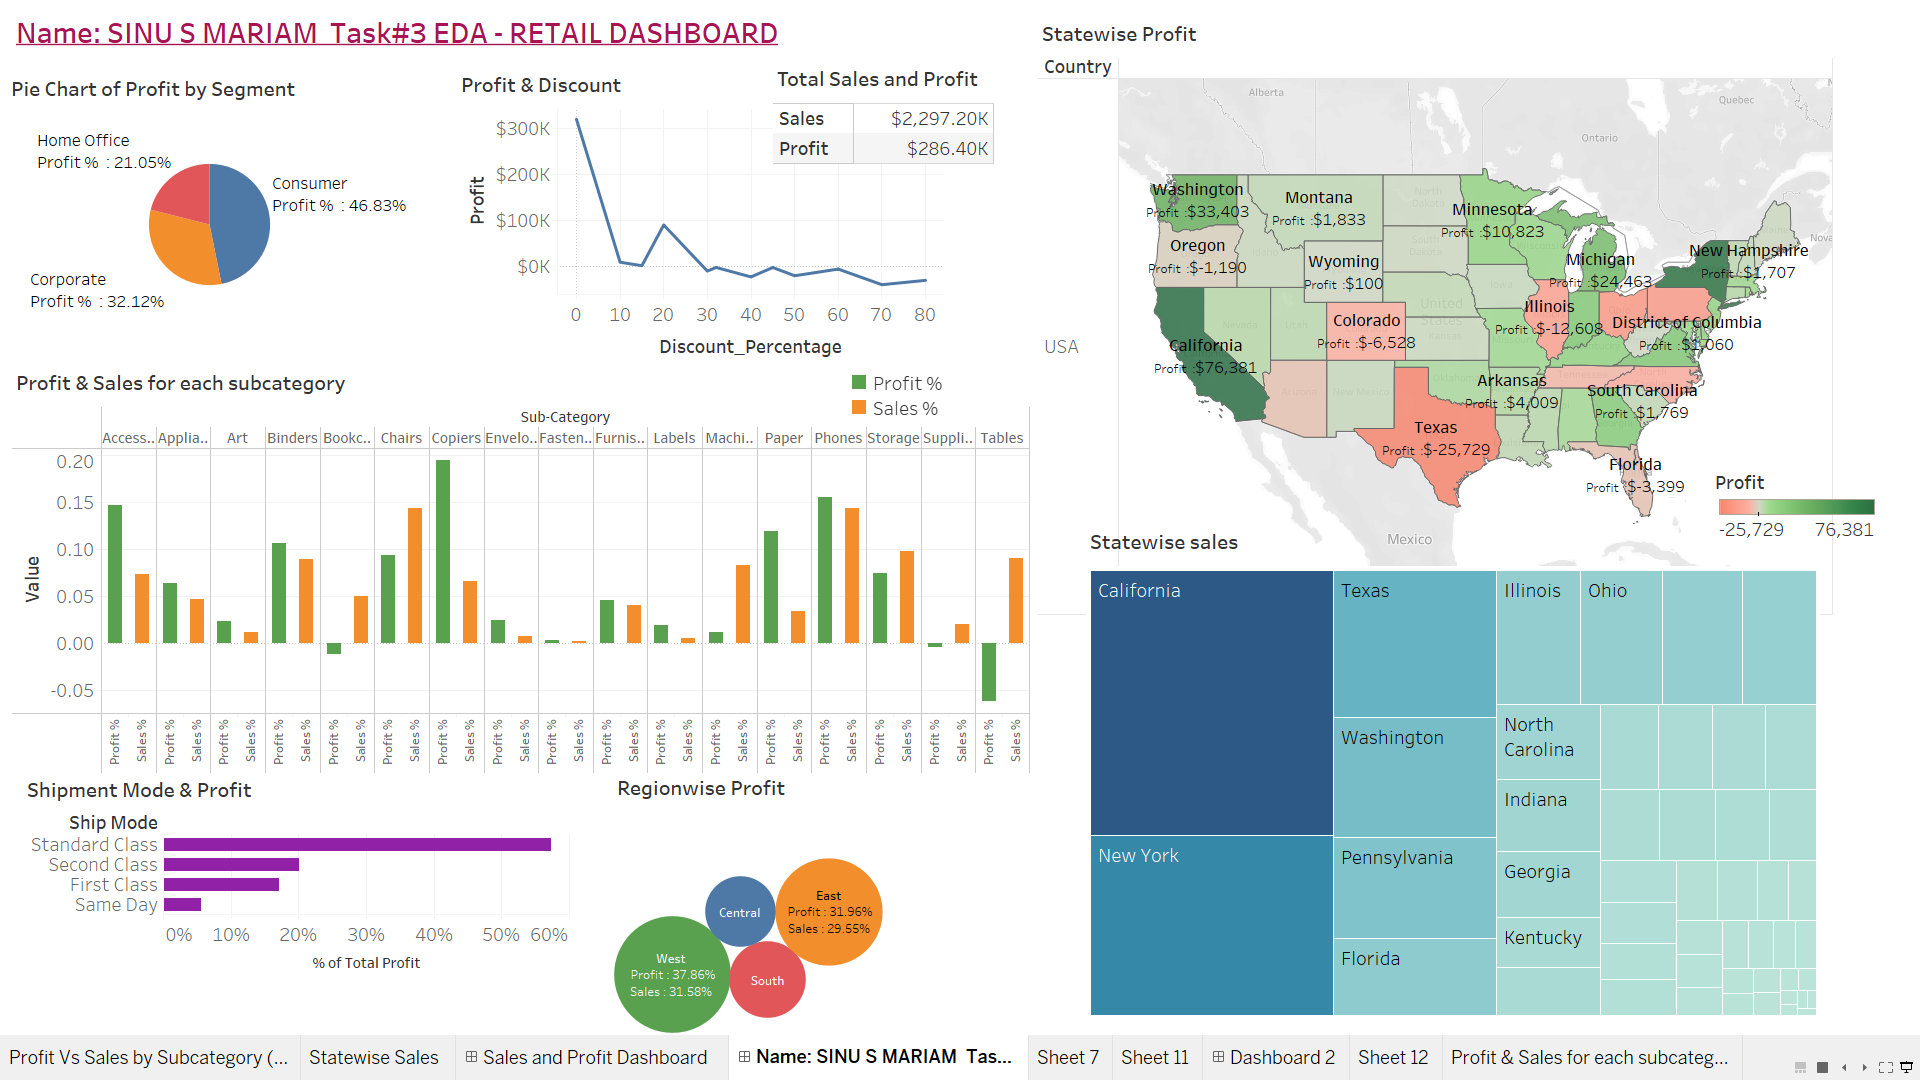 Name: SINU S MARIAM  Task#3 EDA - RETAIL DASHBOARD
Pie Chart of Profit by Segment
Home Office
Profit %  : 21.05%
Consumer
Profit %  : 46.83%
Corporate
Profit %  : 32.12%
Profit & Discount
$300K
$200K
$100K
$0K
Profit
0 10 20 30 40 50 60 70 80
Discount_Percentage
Total Sales and Profit
Sales $2,297.20K
Profit $286.40K
Profit & Sales for each subcategory
Profit %
Sales %
Sub-Category
Access.. Applia.. Art Binders Bookc.. Chairs Copiers Envelo.. Fasten.. Furnis.. Labels Machi.. Paper Phones Storage Suppli.. Tables
0.20
0.15
0.10
0.05
0.00
-0.05
Value
Profit % Sales % Profit % Sales % Profit % Sales % Profit % Sales % Profit % Sales % Profit % Sales % Profit % Sales % Profit % Sales % Profit % Sales % Profit % Sales % Profit % Sales % Profit % Sales % Profit % Sales % Profit % Sales % Profit % Sales % Profit % Sales % Profit % Sales %
Shipment Mode & Profit
Ship Mode
Standard Class
Second Class
First Class
Same Day
0% 10% 20% 30% 40% 50% 60%
% of Total Profit
Regionwise Profit
West
Profit : 37.86%
Sales : 31.58%
Central
East
Profit : 31.96%
Sales : 29.55%
South
Statewise Profit
Country
USA
Alberta
Ontario
Quebec
Nova
Mexico
United
States
Washington
Profit :$33,403
Montana
Profit :$1,833
Minnesota
Profit :$10,823
Oregon
Profit :$-1,190
Wyoming
Profit :$100
Michigan
Profit :$24,463
New Hampshire
Profit :$1,707
Illinois
Profit :$-12,608
District of Columbia
Profit :$1,060
Colorado
Profit :$-6,528
California
Profit :$76,381
Arkansas
Profit :$4,009
South Carolina
Profit :$1,769
Texas
Profit :$-25,729
Florida
Profit :$-3,399
Profit
-25,729 76,381
Statewise sales
California
New York
Texas
Washington
Pennsylvania
Florida
Illinois
Ohio
North
Carolina
Indiana
Georgia
Kentucky
Profit Vs Sales by Subcategory (... Statewise Sales Sales and Profit Dashboard Name: SINU S MARIAM  Tas... Sheet 7 Sheet 11 Dashboard 2 Sheet 12 Profit & Sales for each subcateg...